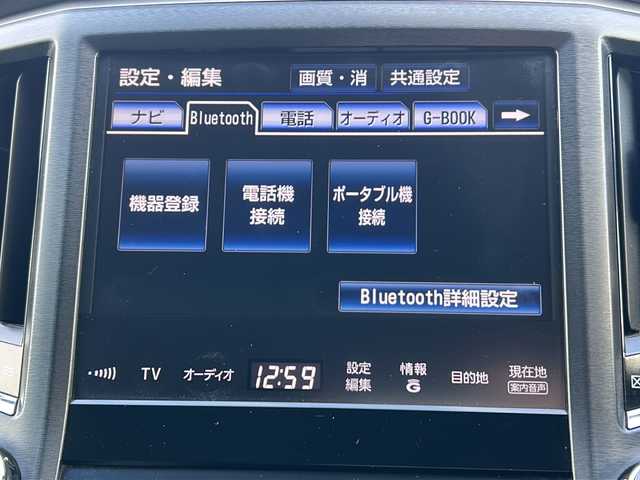 設定・編集 画質・消 共通設定
ナビ Bluetooth 電話 オーディオ G-BOOK
機器登録
電話機
接続
ポータブル機
接続
Bluetooth詳細設定
TV オーディオ 12:59
設定
編集
情報
G
目的地
現在地
案内音声